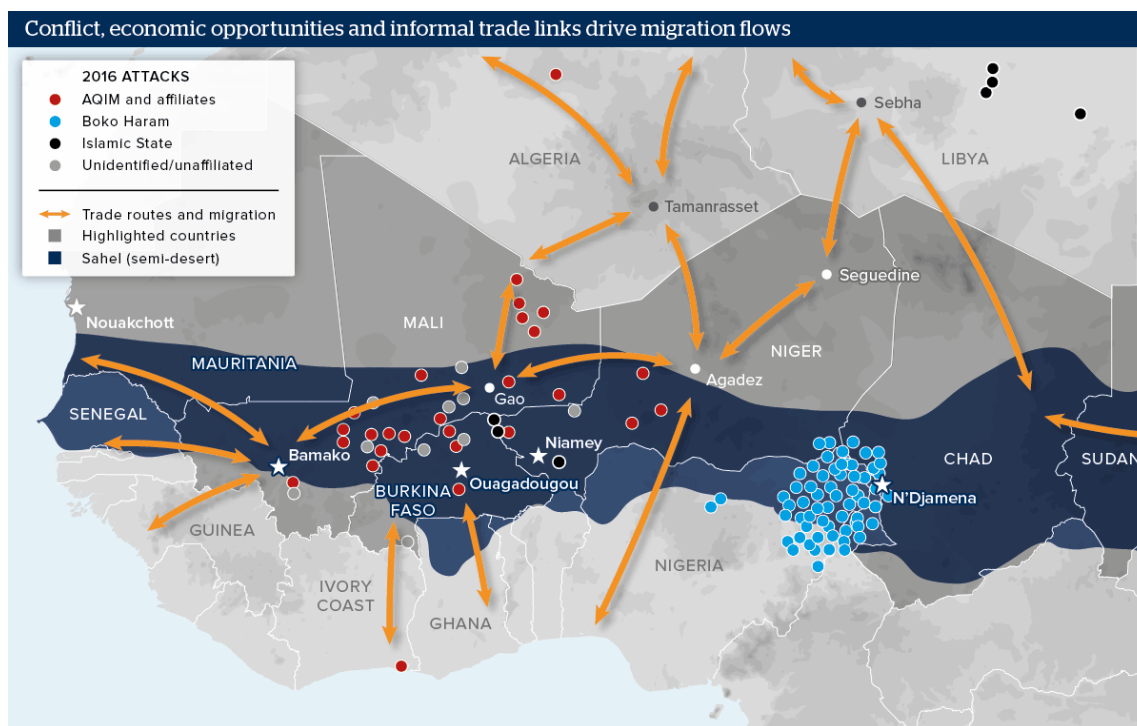 Conflict, economic opportunities and informal trade links drive migration flows
2016 ATTACKS
AQIM and affiliates
Boko Haram
Islamic State
Unidentified/unaffiliated
Trade routes and migration
Highlighted countries
Sahel (semi-desert)
Sebha
ALGERIA
LIBYA
Tamanrasset
Seguedine
Nouakchott
MALI
NIGER
MAURITANIA
Agadez
Gao
SENEGAL
Niamey
Bamako
CHAD
SUDAN
Ouagadougou
BURKINA
FASO
N'Djamena
GUINEA
NIGERIA
IVORY
COAST
GHANA